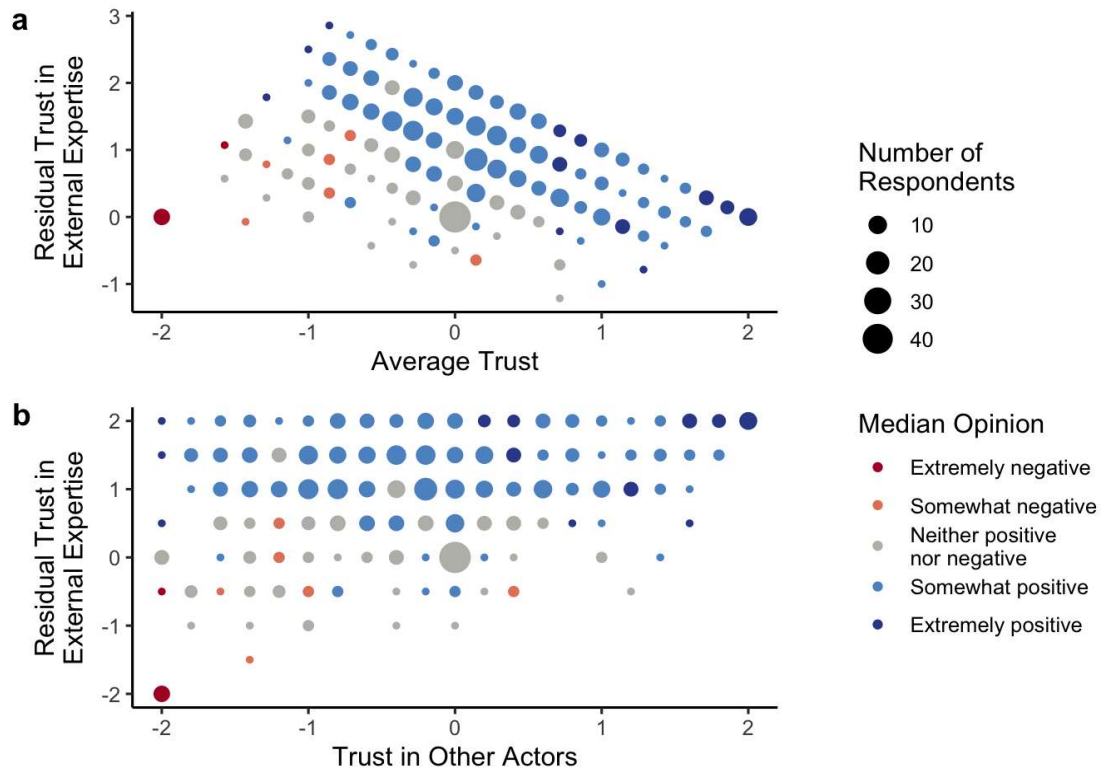 a
Residual Trust in
External Expertise
3
2
1
0
-1
-2
-1
0
1
2
Average Trust
Number of
Respondents
10
20
30
40
b
Residual Trust in
External Expertise
2
1
0
-1
-2
-2
-1
0
1
2
Trust in Other Actors
Median Opinion
Extremely negative
Somewhat negative
Neither positive
nor negative
Somewhat positive
Extremely positive